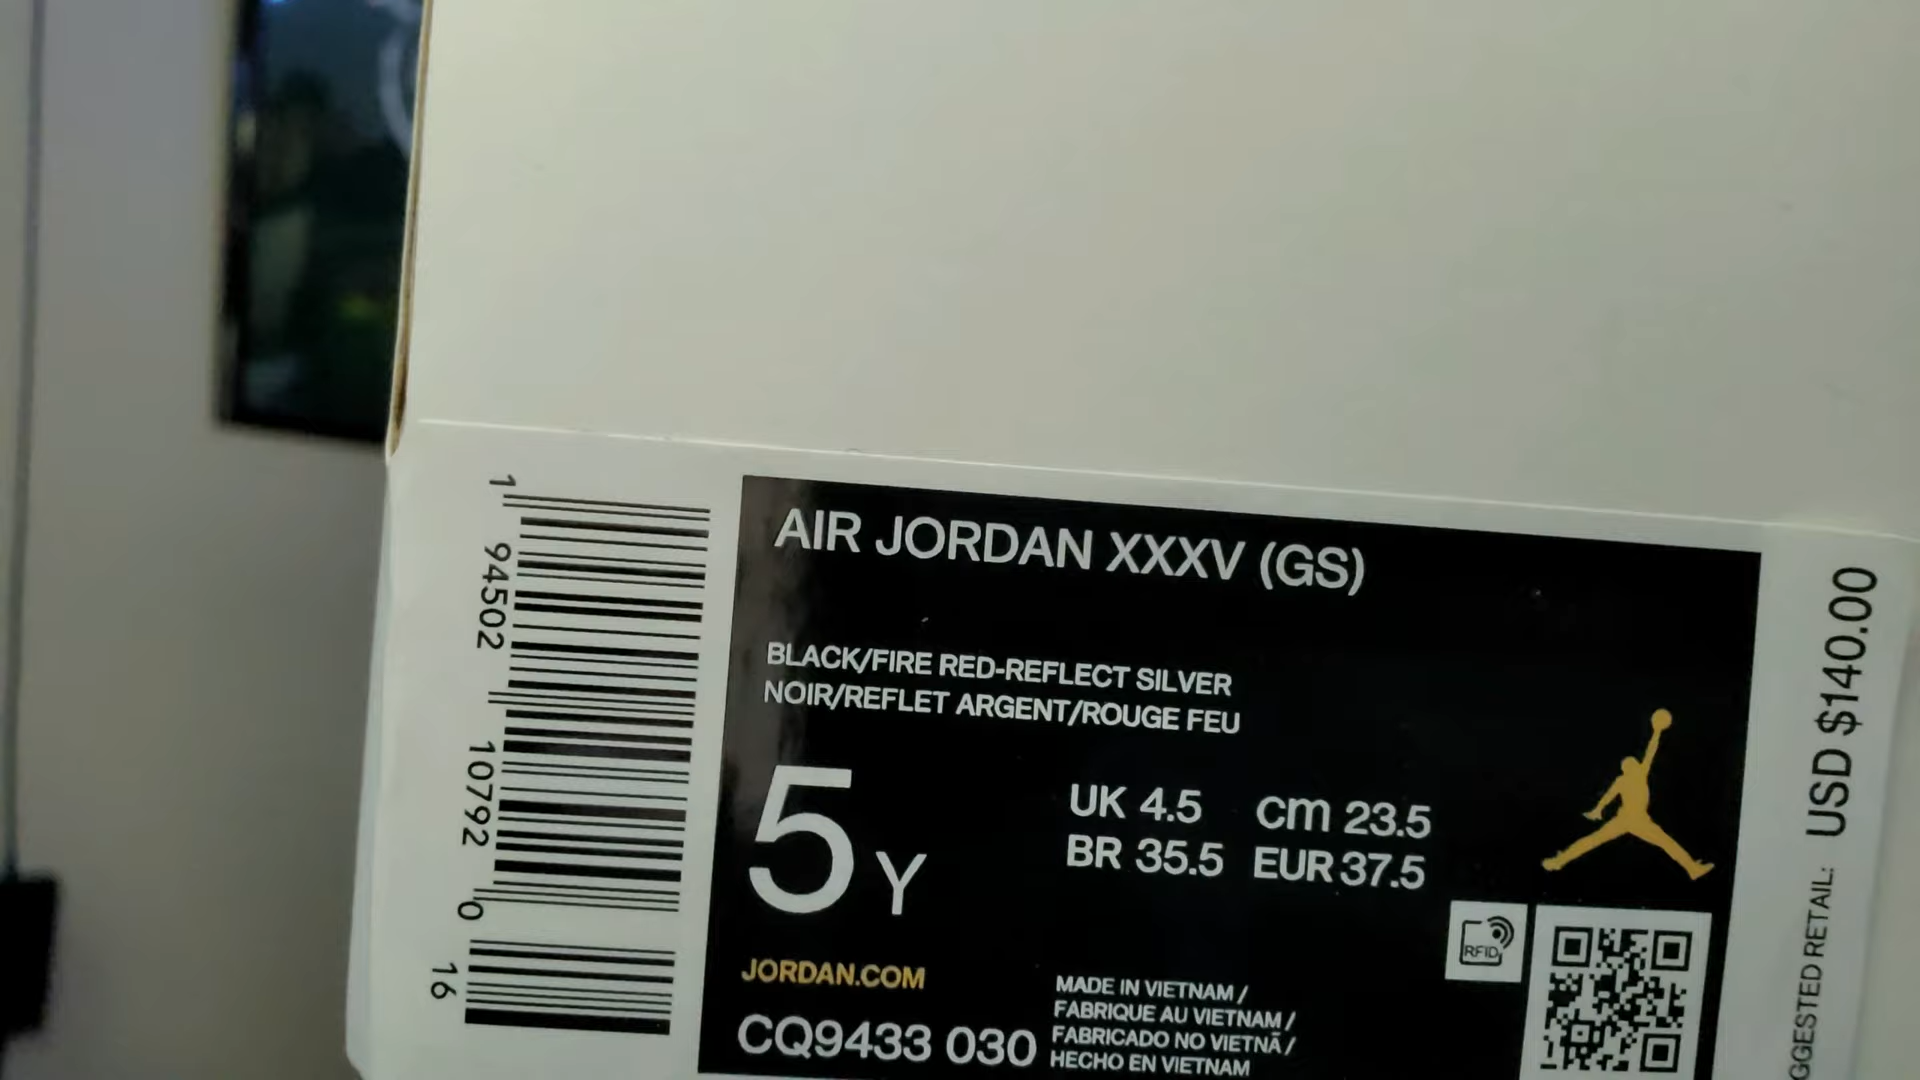 1 94502 10792 0 16
AIR JORDAN XXXV (GS)
BLACK/FIRE RED-REFLECT SILVER
NOIR/REFLET ARGENT/ROUGE FEU
5 Y
UK 4.5 cm 23.5
BR 35.5 EUR 37.5
RFID
JORDAN.COM
CQ9433 030
MADE IN VIETNAM /
FABRIQUE AU VIETNAM /
FABRICADO NO VIETNÃ /
HECHO EN VIETNAM
GGESTED RETAIL: USD $140.00